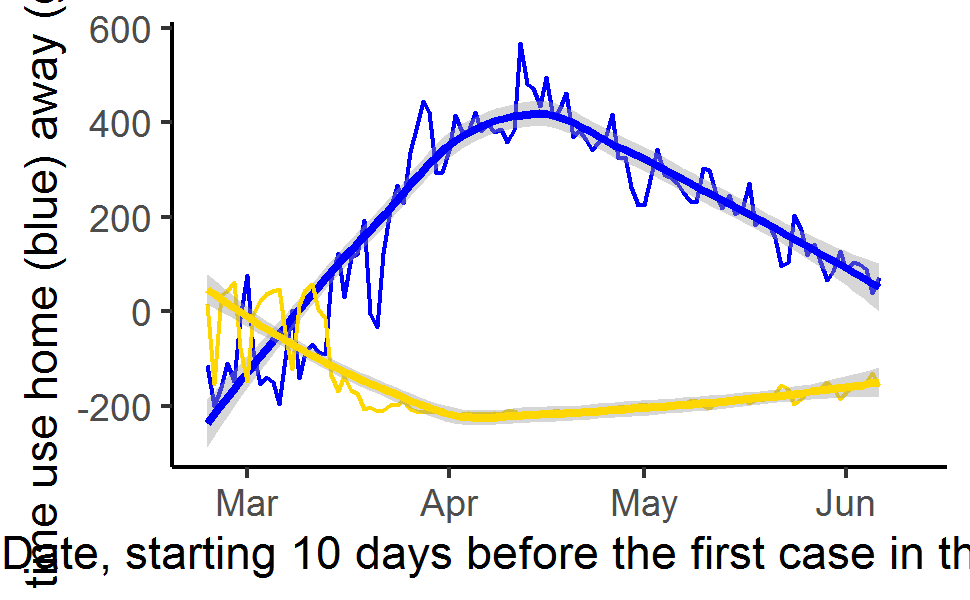 600
400
200
0
-200
time use home (blue) away (
Mar Apr May Jun
Date, starting 10 days before the first case in th